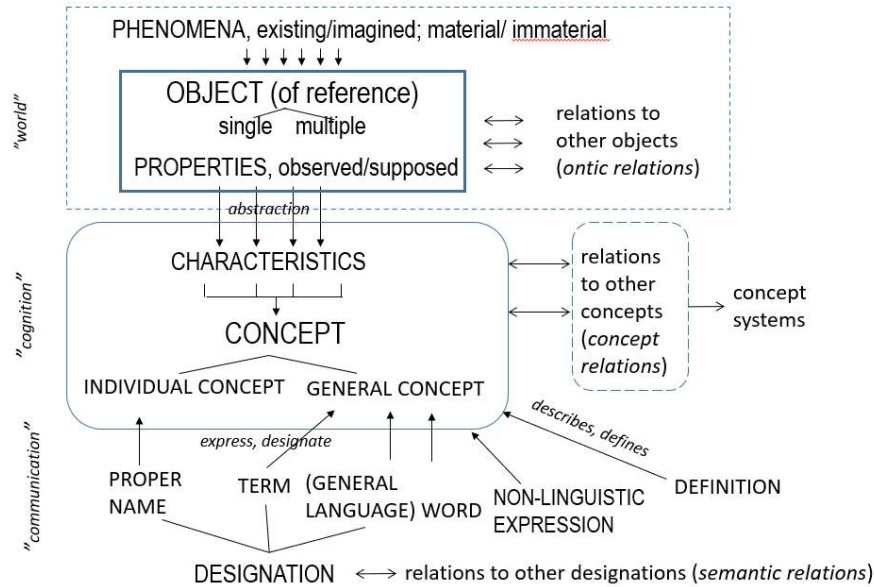 PHENOMENA, existing/imagined; material/ immaterial
OBJECT (of reference)
single multiple
PROPERTIES, observed/supposed
"world"
relations to
other objects
(ontic relations)
abstraction
CHARACTERISTICS
CONCEPT
INDIVIDUAL CONCEPT
GENERAL CONCEPT
"cognition"
relations
to other
concepts
(concept
relations)
concept
systems
"communication"
express, designate
describes, defines
PROPER
NAME
TERM
(GENERAL
LANGUAGE) WORD
NON-LINGUISTIC
EXPRESSION
DEFINITION
DESIGNATION
relations to other designations (semantic relations)